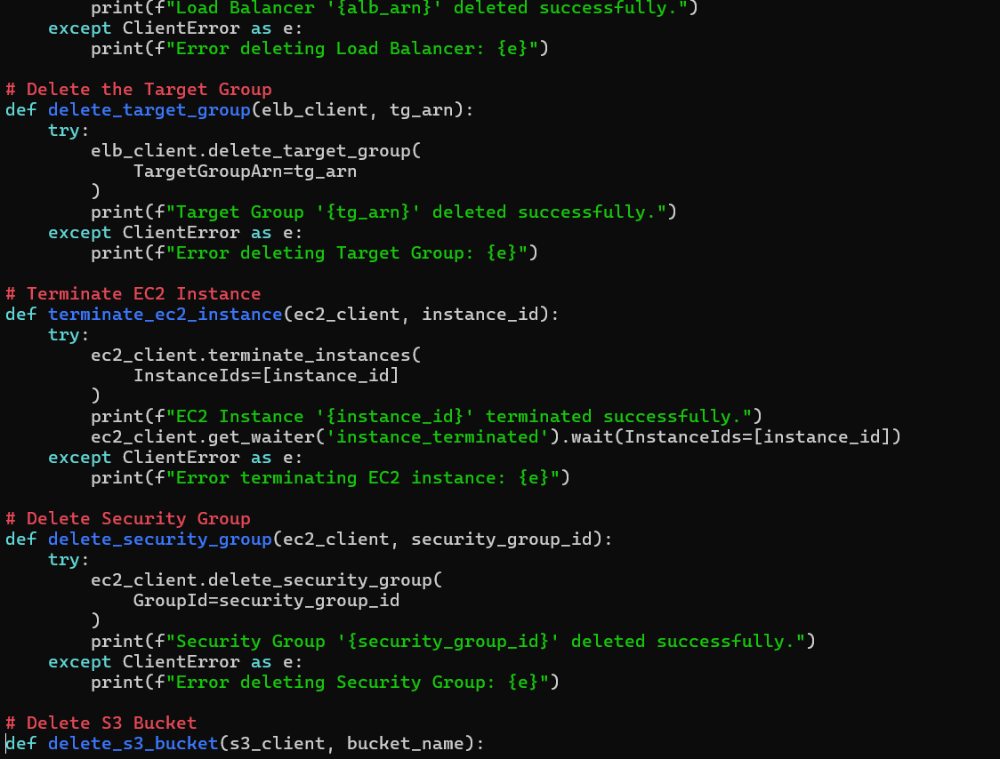 print(f"Load Balancer '{alb_arn}' deleted successfully.")
    except ClientError as e:
        print(f"Error deleting Load Balancer: {e}")

# Delete the Target Group
def delete_target_group(elb_client, tg_arn):
    try:
        elb_client.delete_target_group(
            TargetGroupArn=tg_arn
        )
        print(f"Target Group '{tg_arn}' deleted successfully.")
    except ClientError as e:
        print(f"Error deleting Target Group: {e}")

# Terminate EC2 Instance
def terminate_ec2_instance(ec2_client, instance_id):
    try:
        ec2_client.terminate_instances(
            InstanceIds=[instance_id]
        )
        print(f"EC2 Instance '{instance_id}' terminated successfully.")
        ec2_client.get_waiter('instance_terminated').wait(InstanceIds=[instance_id])
    except ClientError as e:
        print(f"Error terminating EC2 instance: {e}")

# Delete Security Group
def delete_security_group(ec2_client, security_group_id):
    try:
        ec2_client.delete_security_group(
            GroupId=security_group_id
        )
        print(f"Security Group '{security_group_id}' deleted successfully.")
    except ClientError as e:
        print(f"Error deleting Security Group: {e}")

# Delete S3 Bucket
def delete_s3_bucket(s3_client, bucket_name):